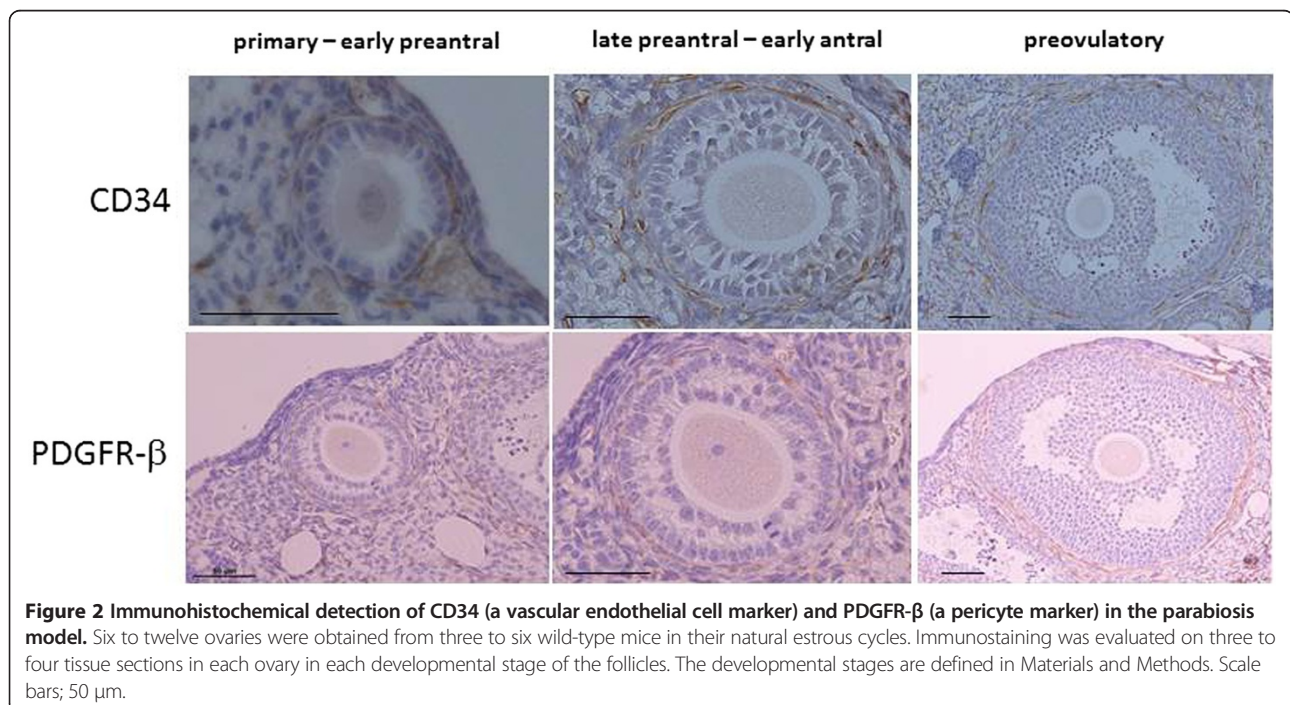 primary – early preantral
late preantral – early antral
preovulatory
CD34
PDGFR-β
50 μm
Figure 2 Immunohistochemical detection of CD34 (a vascular endothelial cell marker) and PDGFR-β (a pericyte marker) in the parabiosis
model. Six to twelve ovaries were obtained from three to six wild-type mice in their natural estrous cycles. Immunostaining was evaluated on three to
four tissue sections in each ovary in each developmental stage of the follicles. The developmental stages are defined in Materials and Methods. Scale
bars; 50 μm.